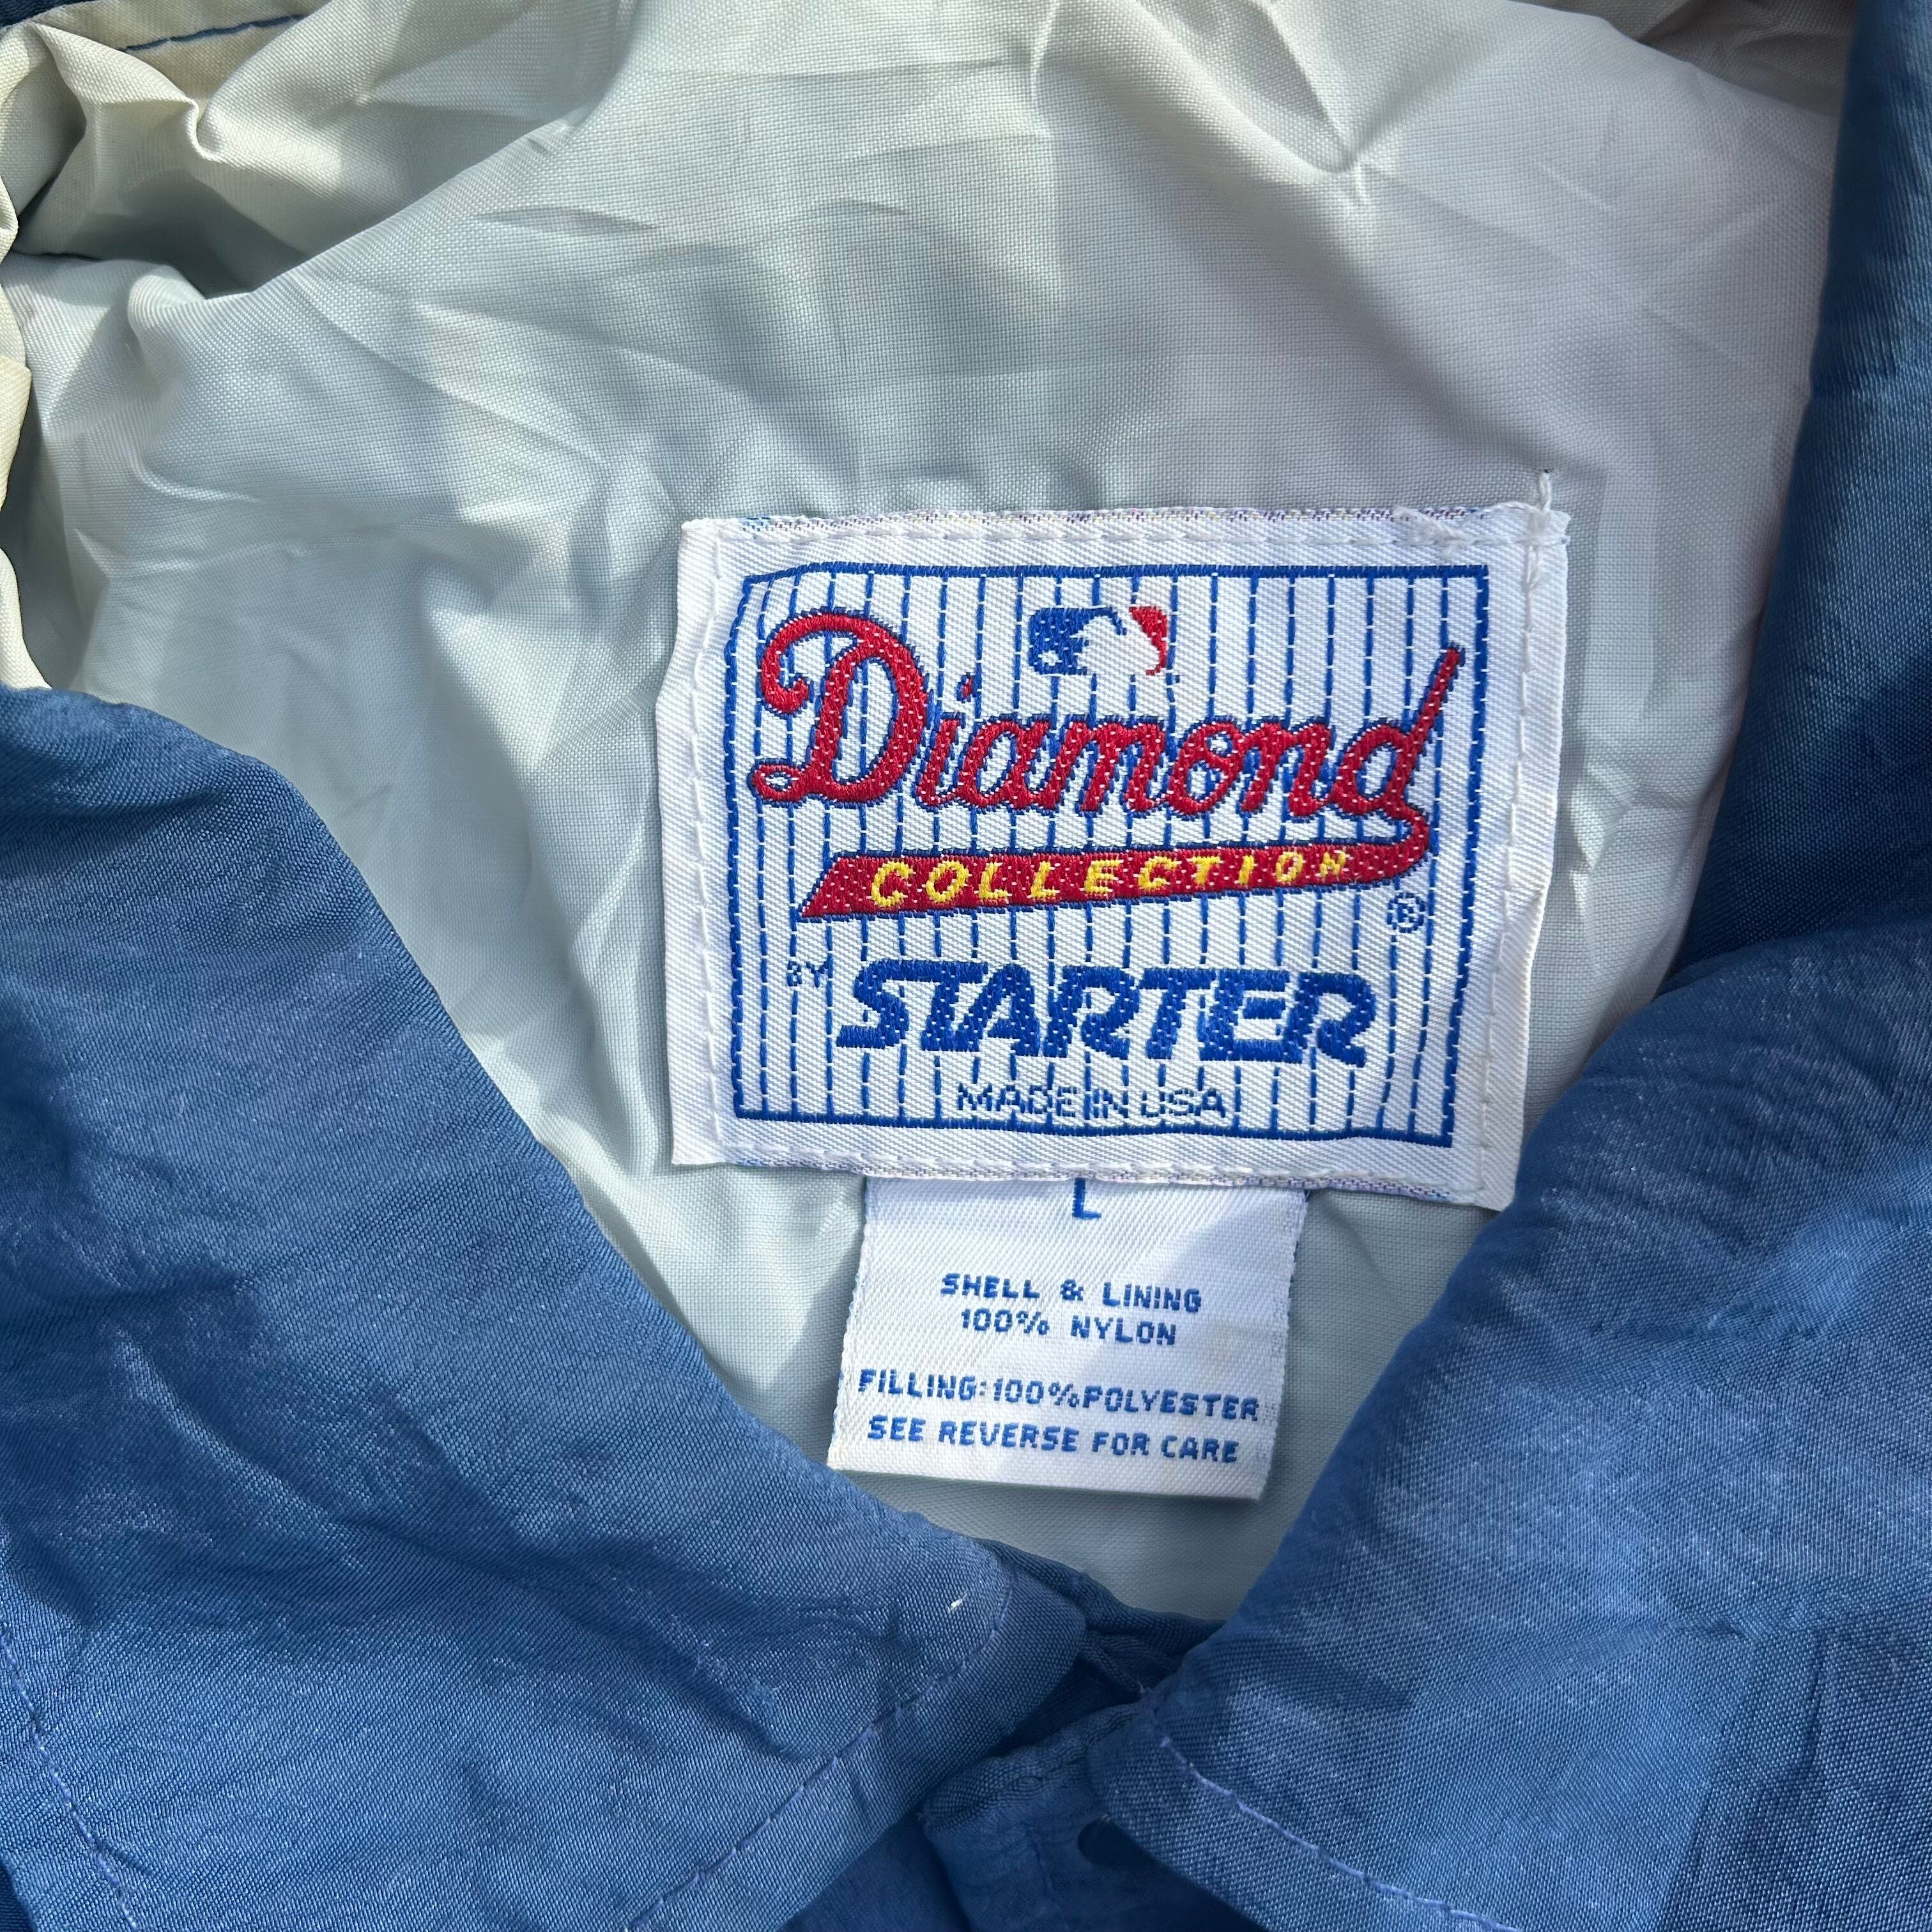 Diamond
COLLECTION
®
BY STARTER
MADE IN USA
L
SHELL & LINING
100% NYLON
FILLING:100%POLYESTER
SEE REVERSE FOR CARE